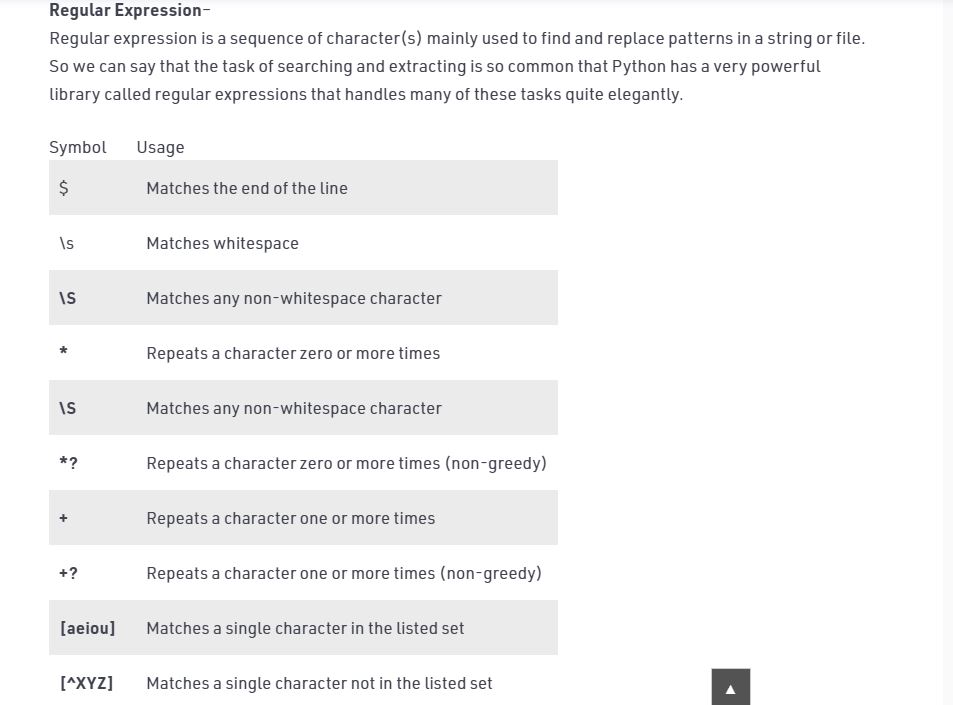 Regular Expression–
Regular expression is a sequence of character(s) mainly used to find and replace patterns in a string or file.
So we can say that the task of searching and extracting is so common that Python has a very powerful
library called regular expressions that handles many of these tasks quite elegantly.
Symbol Usage
$ Matches the end of the line
\s Matches whitespace
\S Matches any non-whitespace character
* Repeats a character zero or more times
\S Matches any non-whitespace character
*? Repeats a character zero or more times (non-greedy)
+ Repeats a character one or more times
+? Repeats a character one or more times (non-greedy)
[aeiou] Matches a single character in the listed set
[^XYZ] Matches a single character not in the listed set